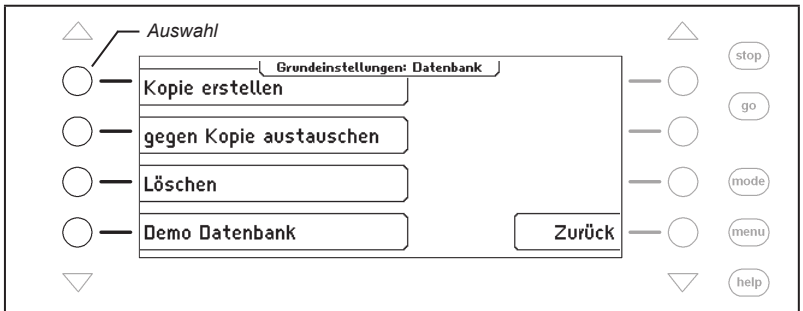 Auswahl
stop
Grundeinstellungen: Datenbank
Kopie erstellen
go
gegen Kopie austauschen
Löschen
mode
Demo Datenbank
Zurück
menu
help